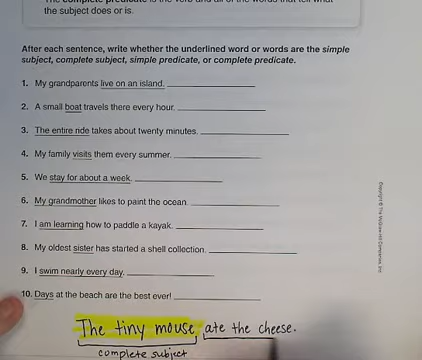 the subject does or is.
After each sentence, write whether the underlined word or words are the simple
subject, complete subject, simple predicate, or complete predicate.
1. My grandparents live on an island.
2. A small boat travels there every hour.
3. The entire ride takes about twenty minutes.
4. My family visits them every summer.
5. We stay for about a week.
6. My grandmother likes to paint the ocean.
7. I am learning how to paddle a kayak.
8. My oldest sister has started a shell collection.
9. I swim nearly every day.
10. Days at the beach are the best ever!
The tiny mouse ate the cheese.
complete subject